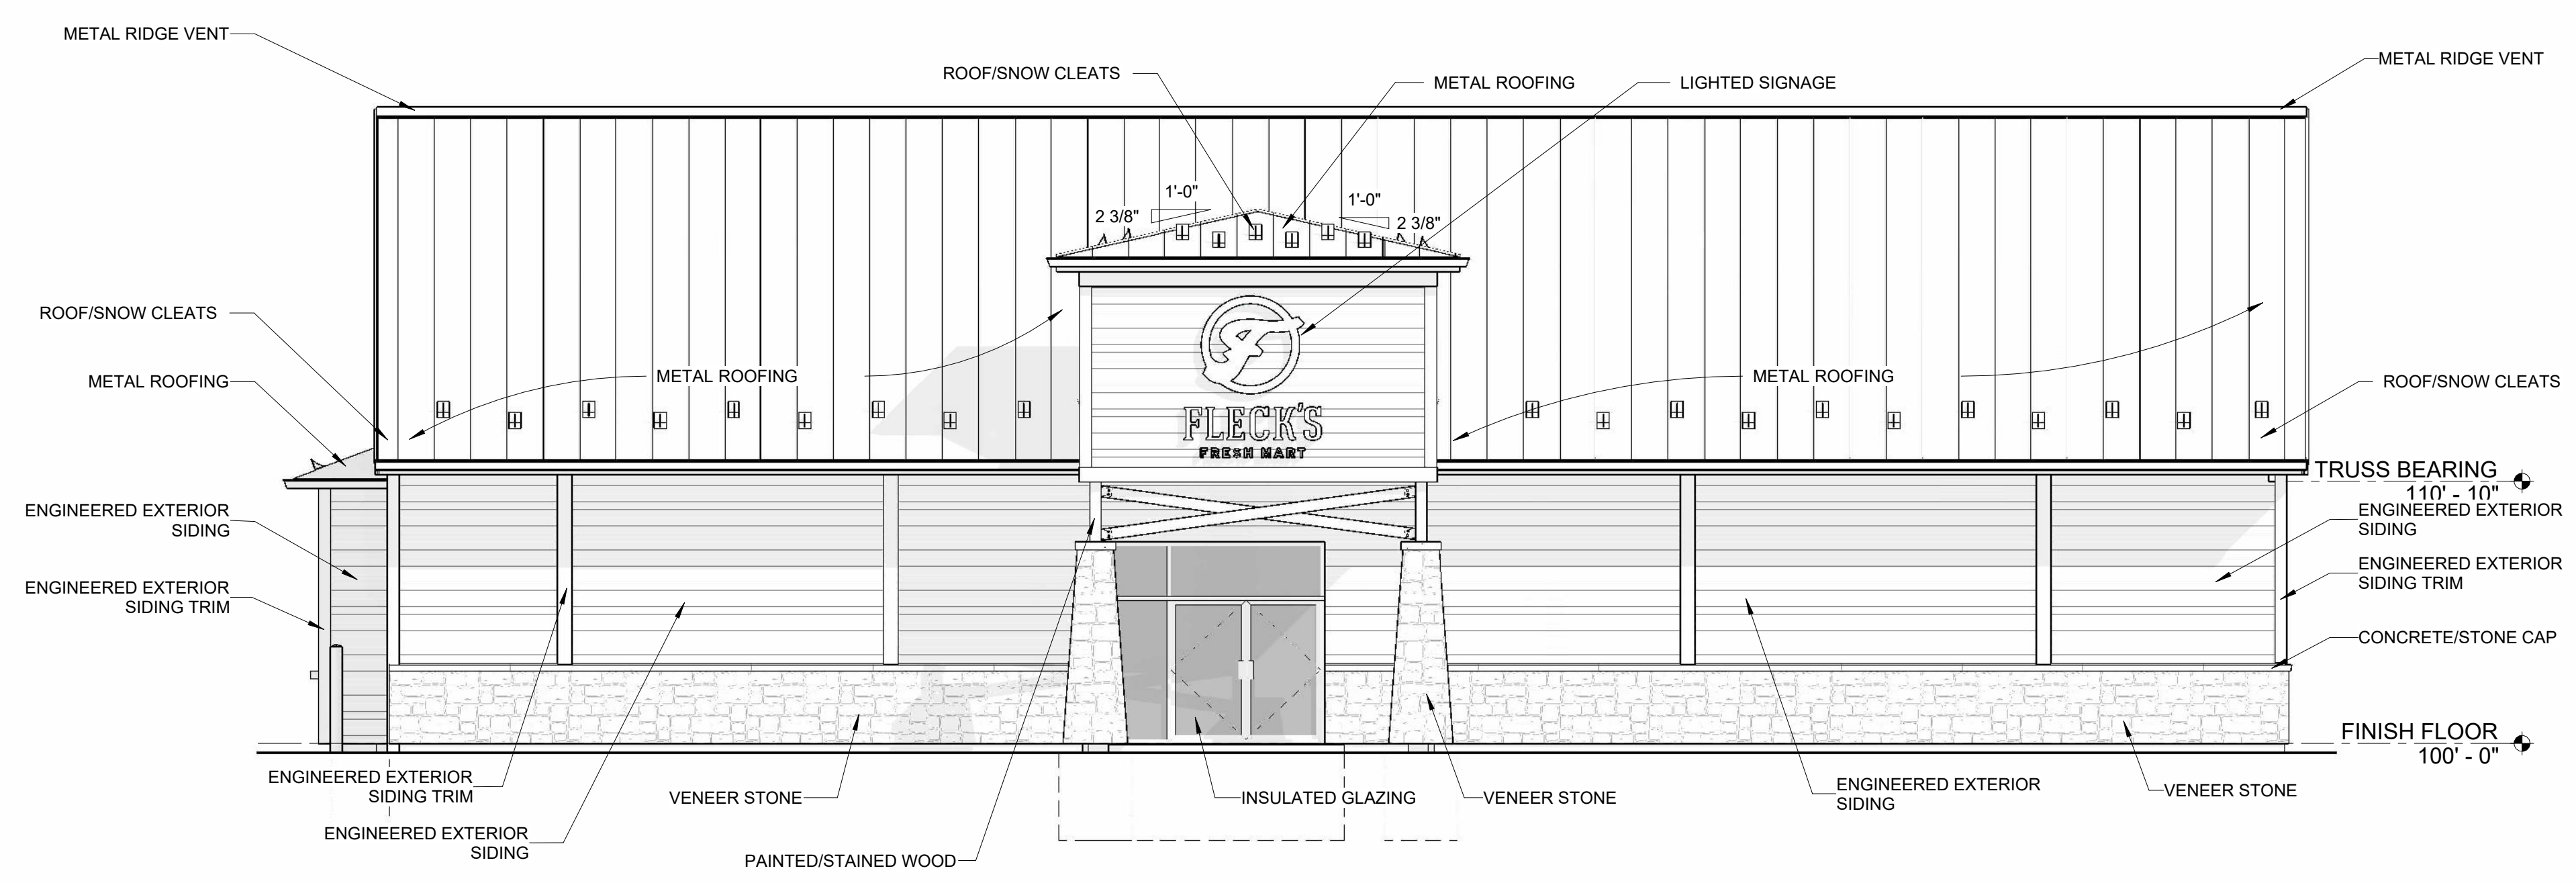 METAL RIDGE VENT
METAL RIDGE VENT
ROOF/SNOW CLEATS
METAL ROOFING
LIGHTED SIGNAGE
1'-0"
2 3/8"
1'-0"
2 3/8"
ROOF/SNOW CLEATS
METAL ROOFING
METAL ROOFING
METAL ROOFING
ROOF/SNOW CLEATS
F
FLECK'S
FRESH MART
TRUSS BEARING
110' - 10"
ENGINEERED EXTERIOR
SIDING
ENGINEERED EXTERIOR
SIDING
ENGINEERED EXTERIOR
SIDING TRIM
ENGINEERED EXTERIOR
SIDING TRIM
CONCRETE/STONE CAP
FINISH FLOOR
100' - 0"
ENGINEERED EXTERIOR
SIDING TRIM
VENEER STONE
INSULATED GLAZING
VENEER STONE
ENGINEERED EXTERIOR
SIDING
VENEER STONE
ENGINEERED EXTERIOR
SIDING
PAINTED/STAINED WOOD